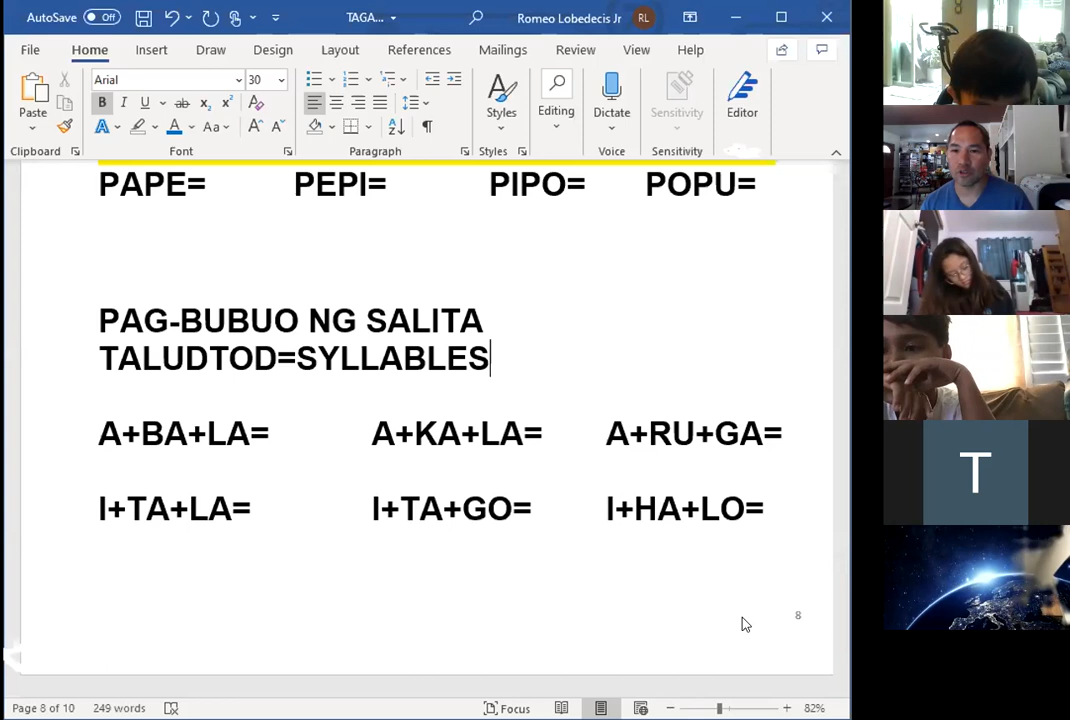 AutoSave Off TAGA... Romeo Lobedecis Jr RL
File Home Insert Draw Design Layout References Mailings Review View Help
Arial 30
Paste Styles Editing Dictate Sensitivity Editor
Clipboard Font Paragraph Styles Voice Sensitivity Editor
PAPE= PEPI= PIPO= POPU=
PAG-BUBUO NG SALITA
TALUDTOD=SYLLABLES
A+BA+LA= A+KA+LA= A+RU+GA=
I+TA+LA= I+TA+GO= I+HA+LO=
8
T
Page 8 of 10 249 words Focus 82%